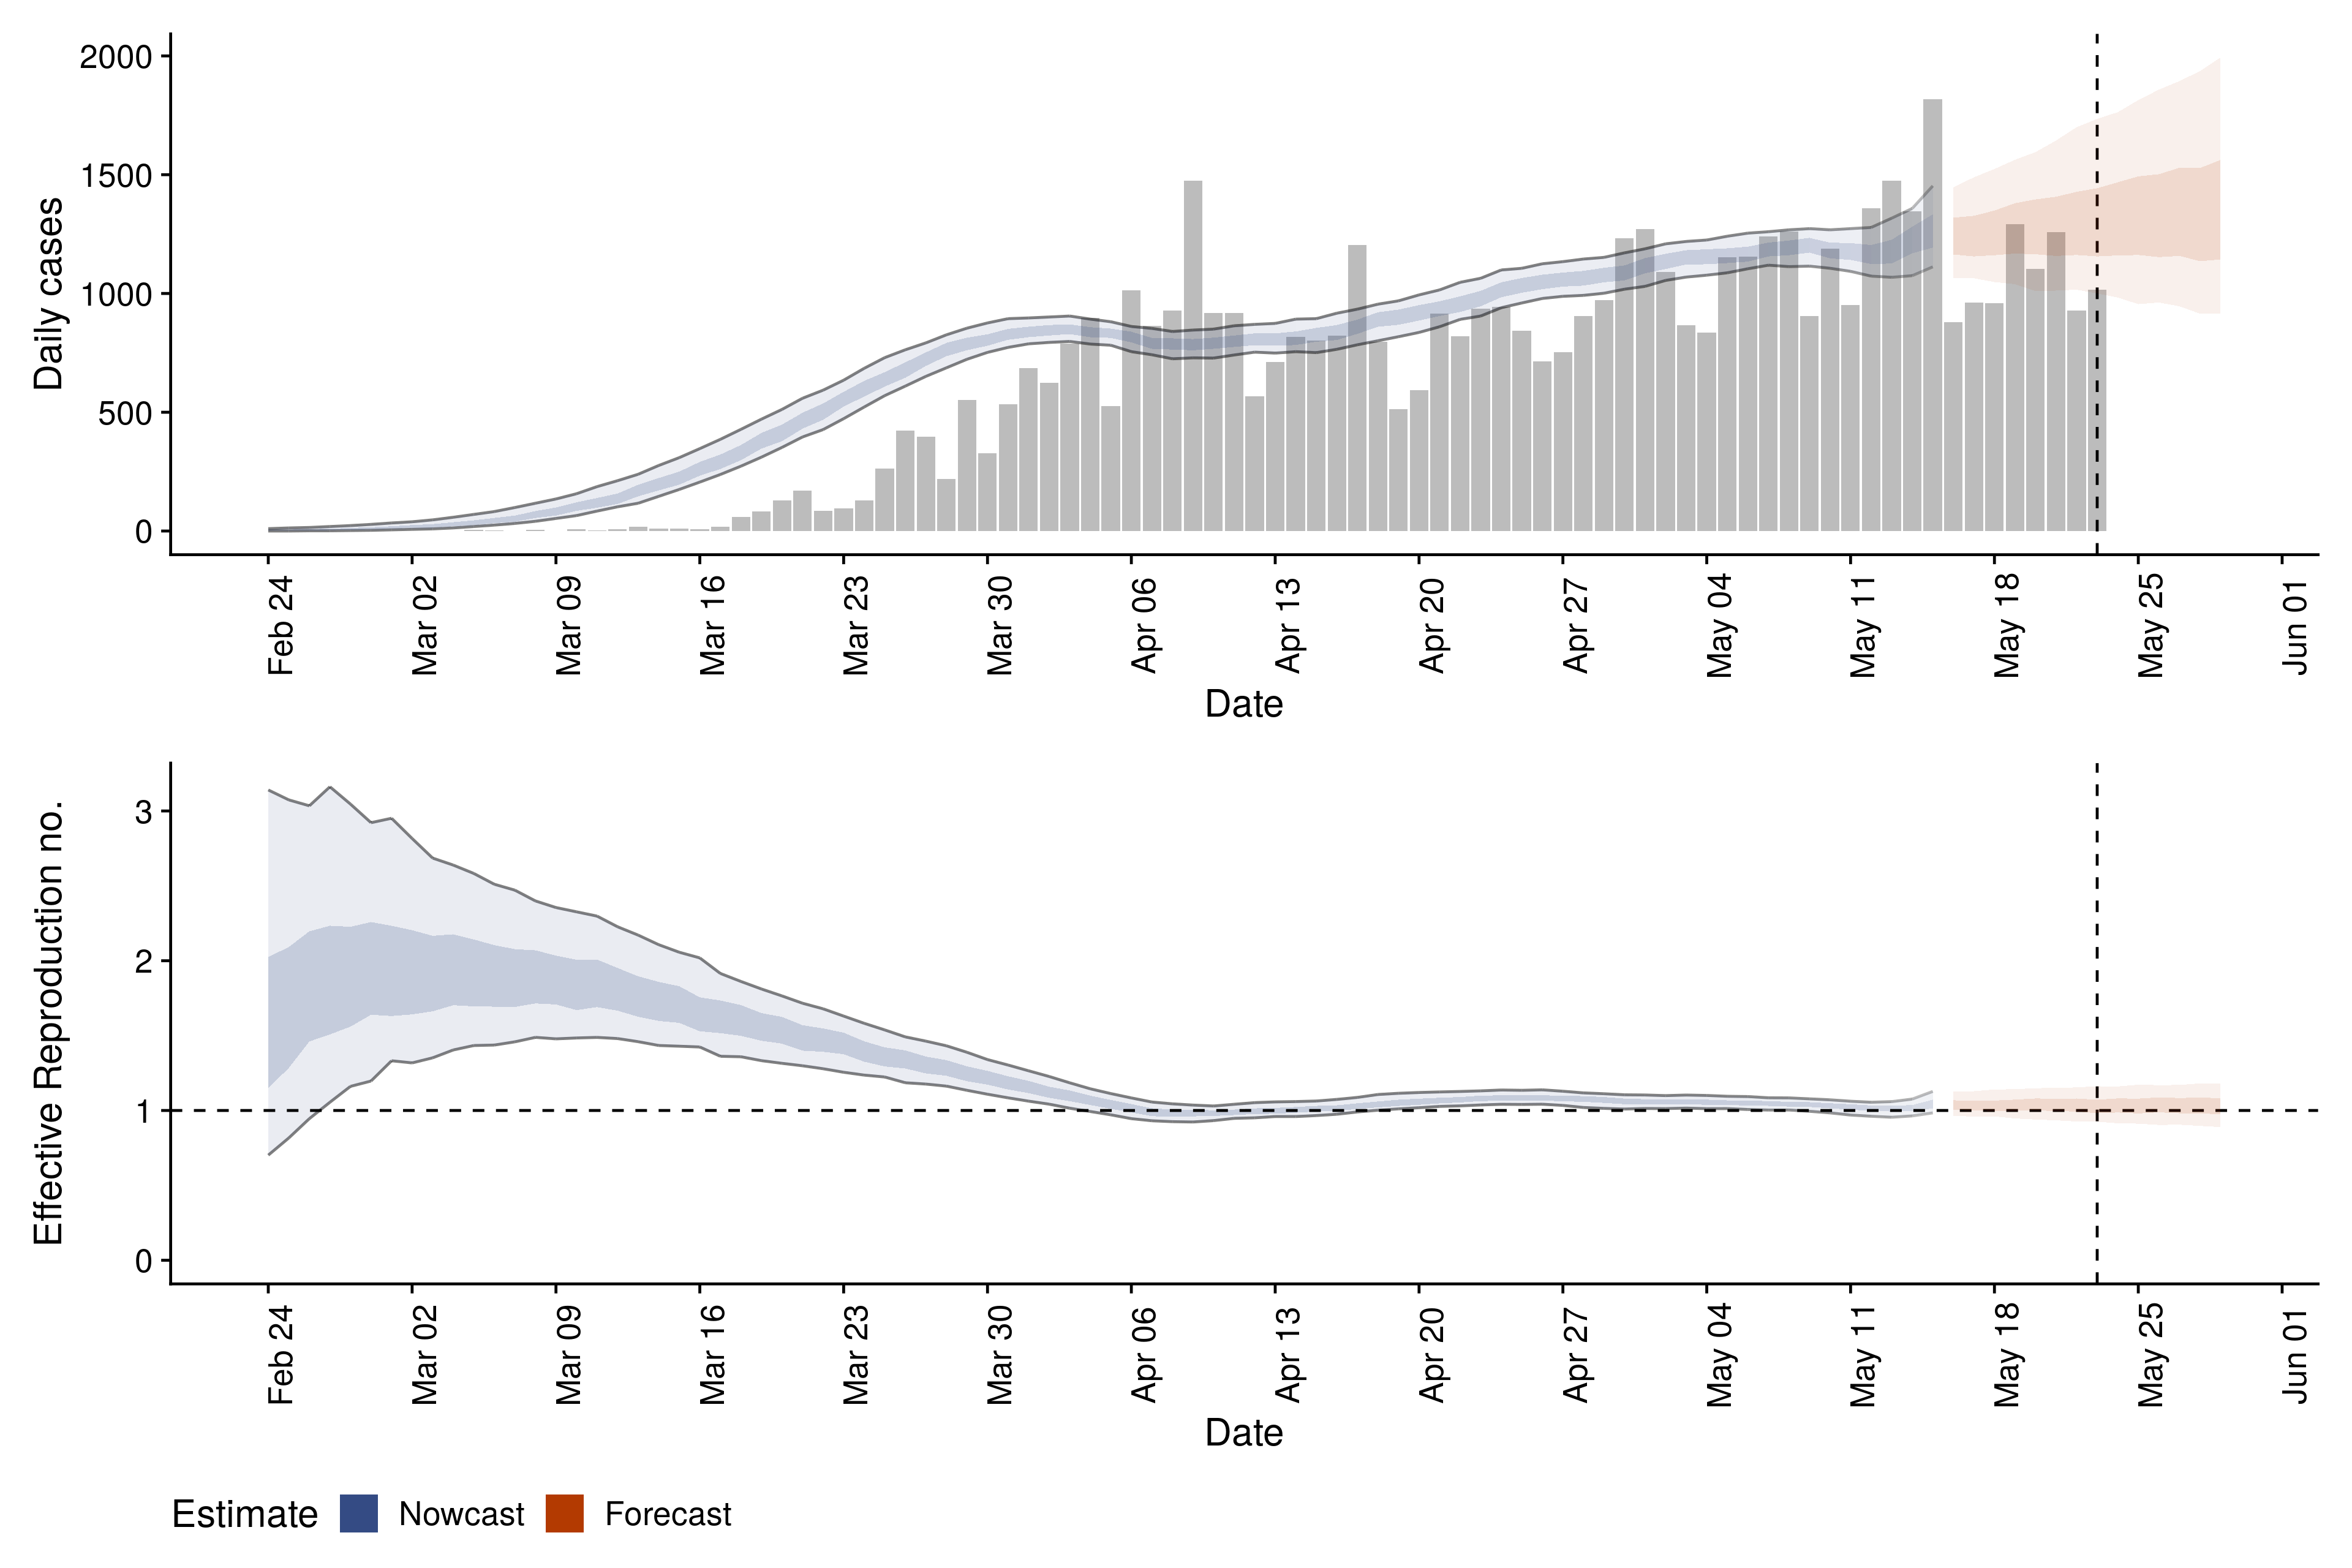 Daily cases
2000
1500
1000
500
0
Feb 24
Mar 02
Mar 09
Mar 16
Mar 23
Mar 30
Apr 06
Apr 13
Apr 20
Apr 27
May 04
May 11
May 18
May 25
Jun 01
Date
Effective Reproduction no.
3
2
1
0
Feb 24
Mar 02
Mar 09
Mar 16
Mar 23
Mar 30
Apr 06
Apr 13
Apr 20
Apr 27
May 04
May 11
May 18
May 25
Jun 01
Date
Estimate Nowcast Forecast